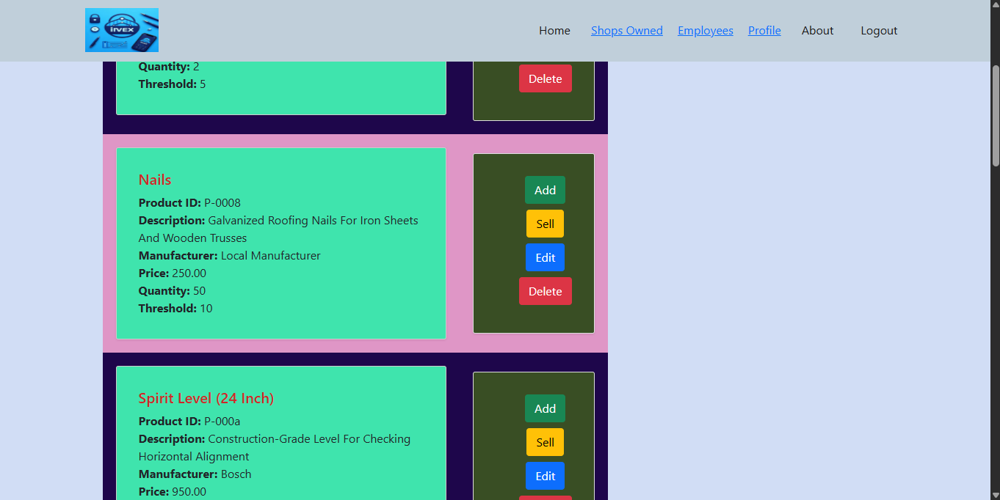 IIVEX
Home Shops Owned Employees Profile About Logout
Quantity: 2
Threshold: 5
Delete
Nails
Product ID: P-0008
Description: Galvanized Roofing Nails For Iron Sheets
And Wooden Trusses
Manufacturer: Local Manufacturer
Price: 250.00
Quantity: 50
Threshold: 10
Add
Sell
Edit
Delete
Spirit Level (24 Inch)
Product ID: P-000a
Description: Construction-Grade Level For Checking
Horizontal Alignment
Manufacturer: Bosch
Price: 950.00
Add
Sell
Edit